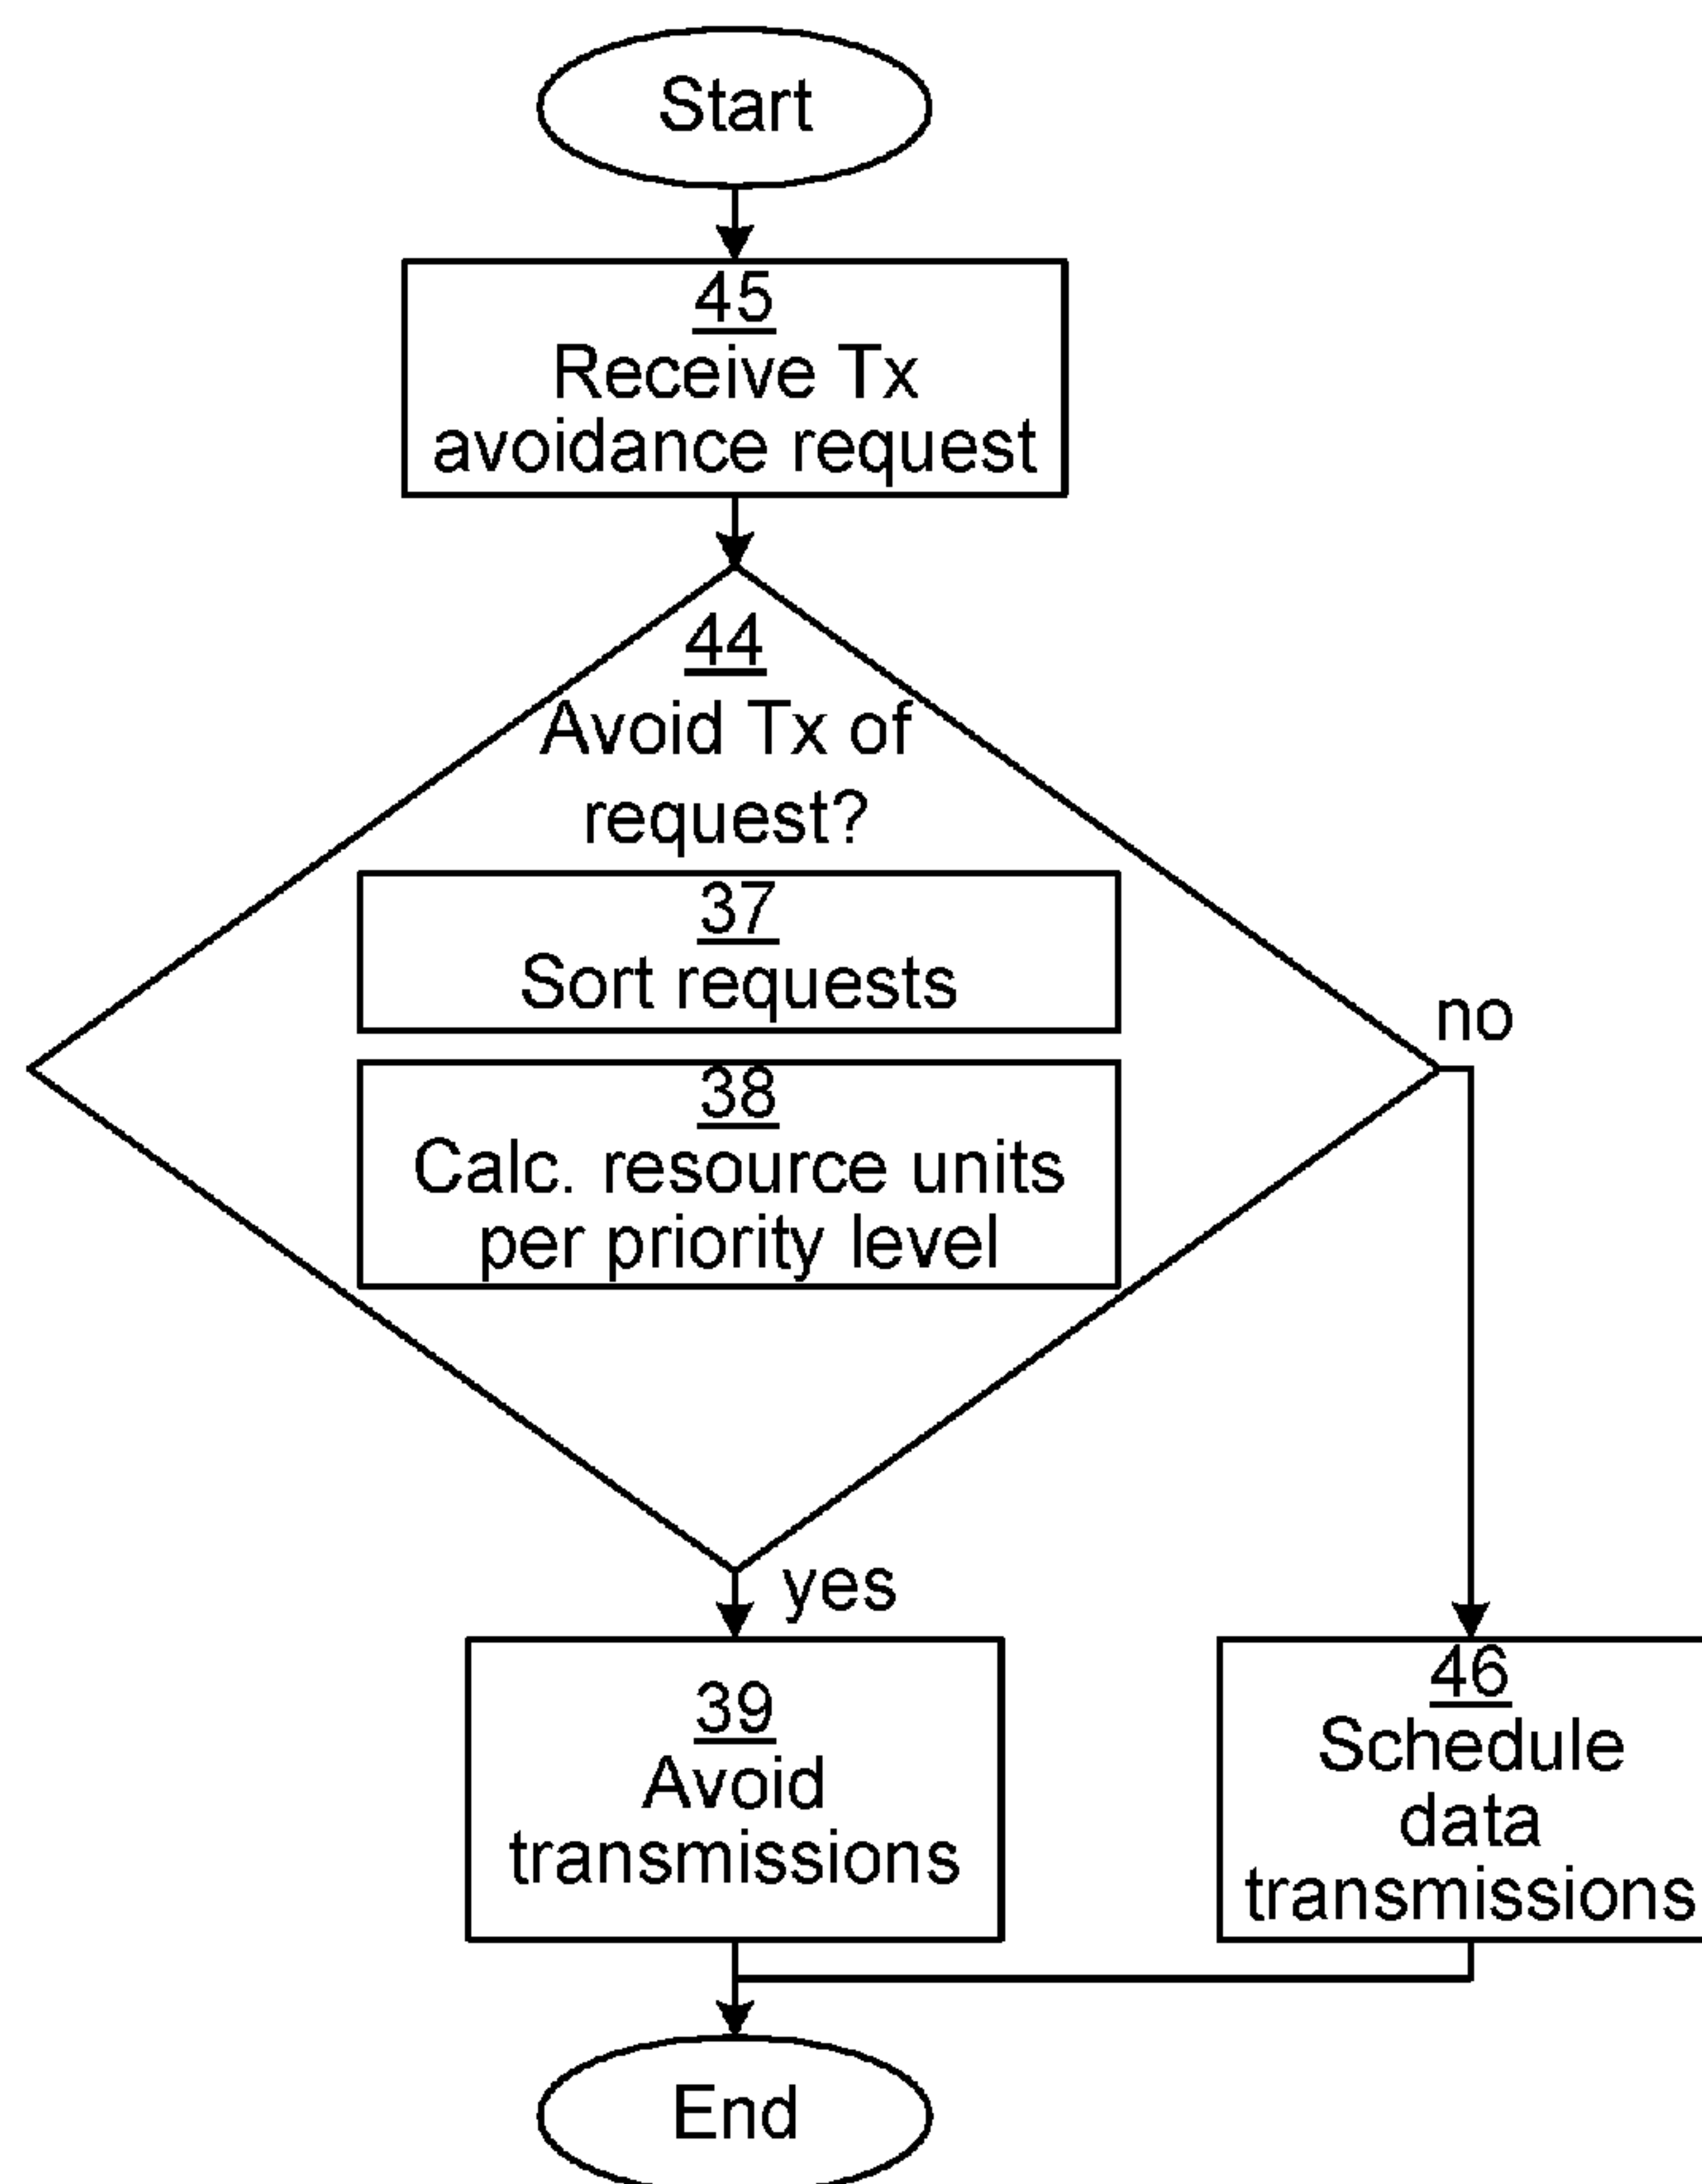 Start
45
Receive Tx
avoidance request
44
Avoid Tx of
request?
37
Sort requests
no
38
Calc. resource units
per priority level
yes
39
Avoid
transmissions
46
Schedule
data
transmissions
End